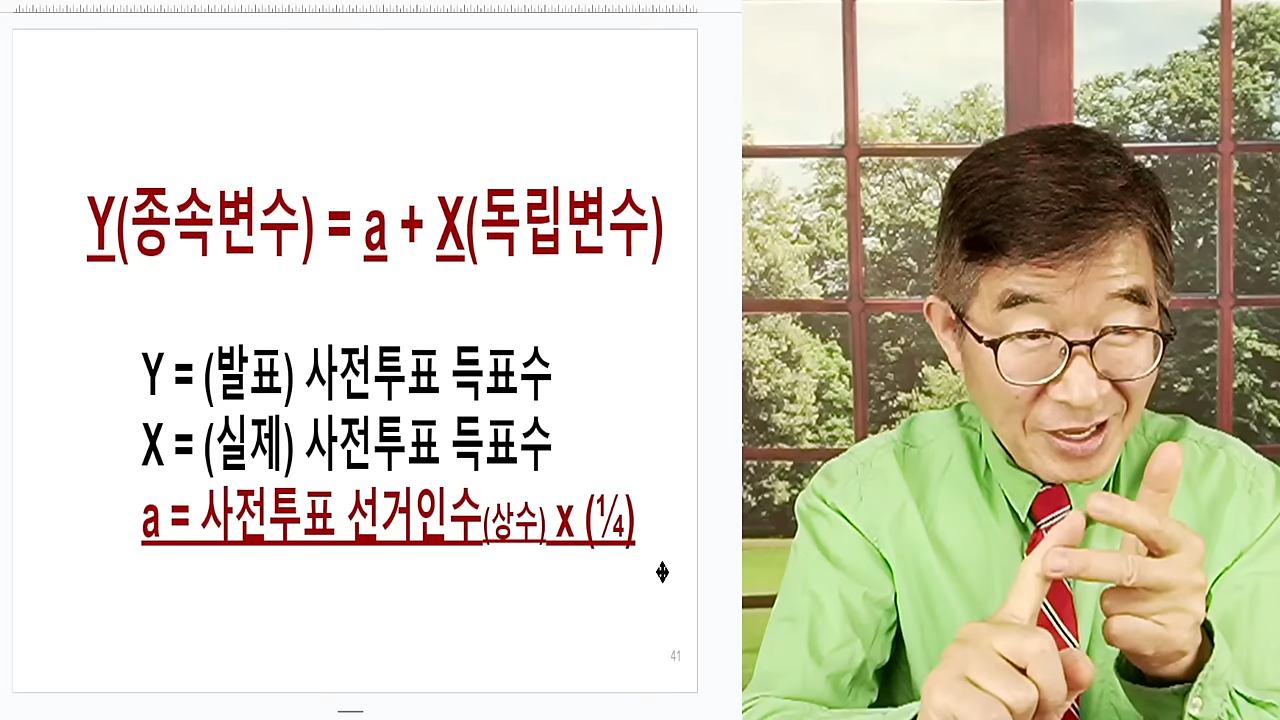 Y(종속변수) = a + X(독립변수)
Y = (발표) 사전투표 득표수
X = (실제) 사전투표 득표수
a = 사전투표 선거인수(상수) x (¼)
41